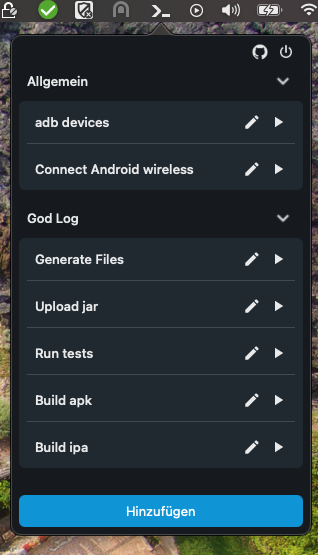 Allgemein
adb devices
Connect Android wireless
God Log
Generate Files
Upload jar
Run tests
Build apk
Build ipa
Hinzufügen